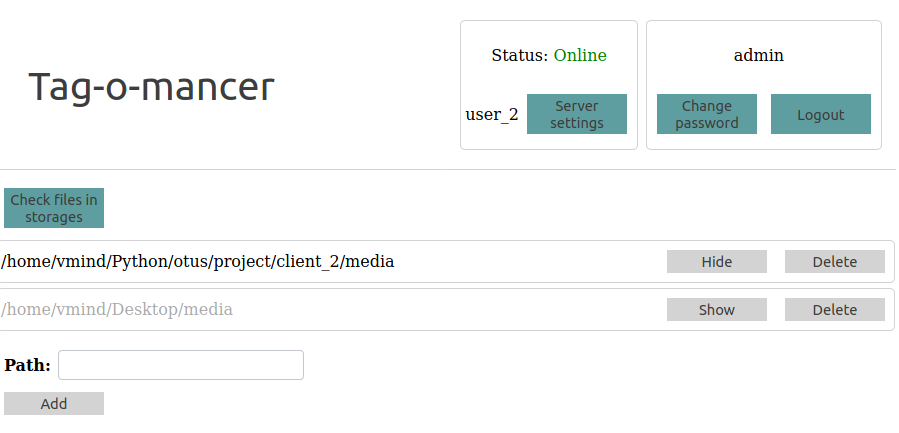 Tag-o-mancer
Status: Online
user_2
Server
settings
admin
Change
password
Logout
Check files in
storages
/home/vmind/Python/otus/project/client_2/media
Hide
Delete
/home/vmind/Desktop/media
Show
Delete
Path:
Add